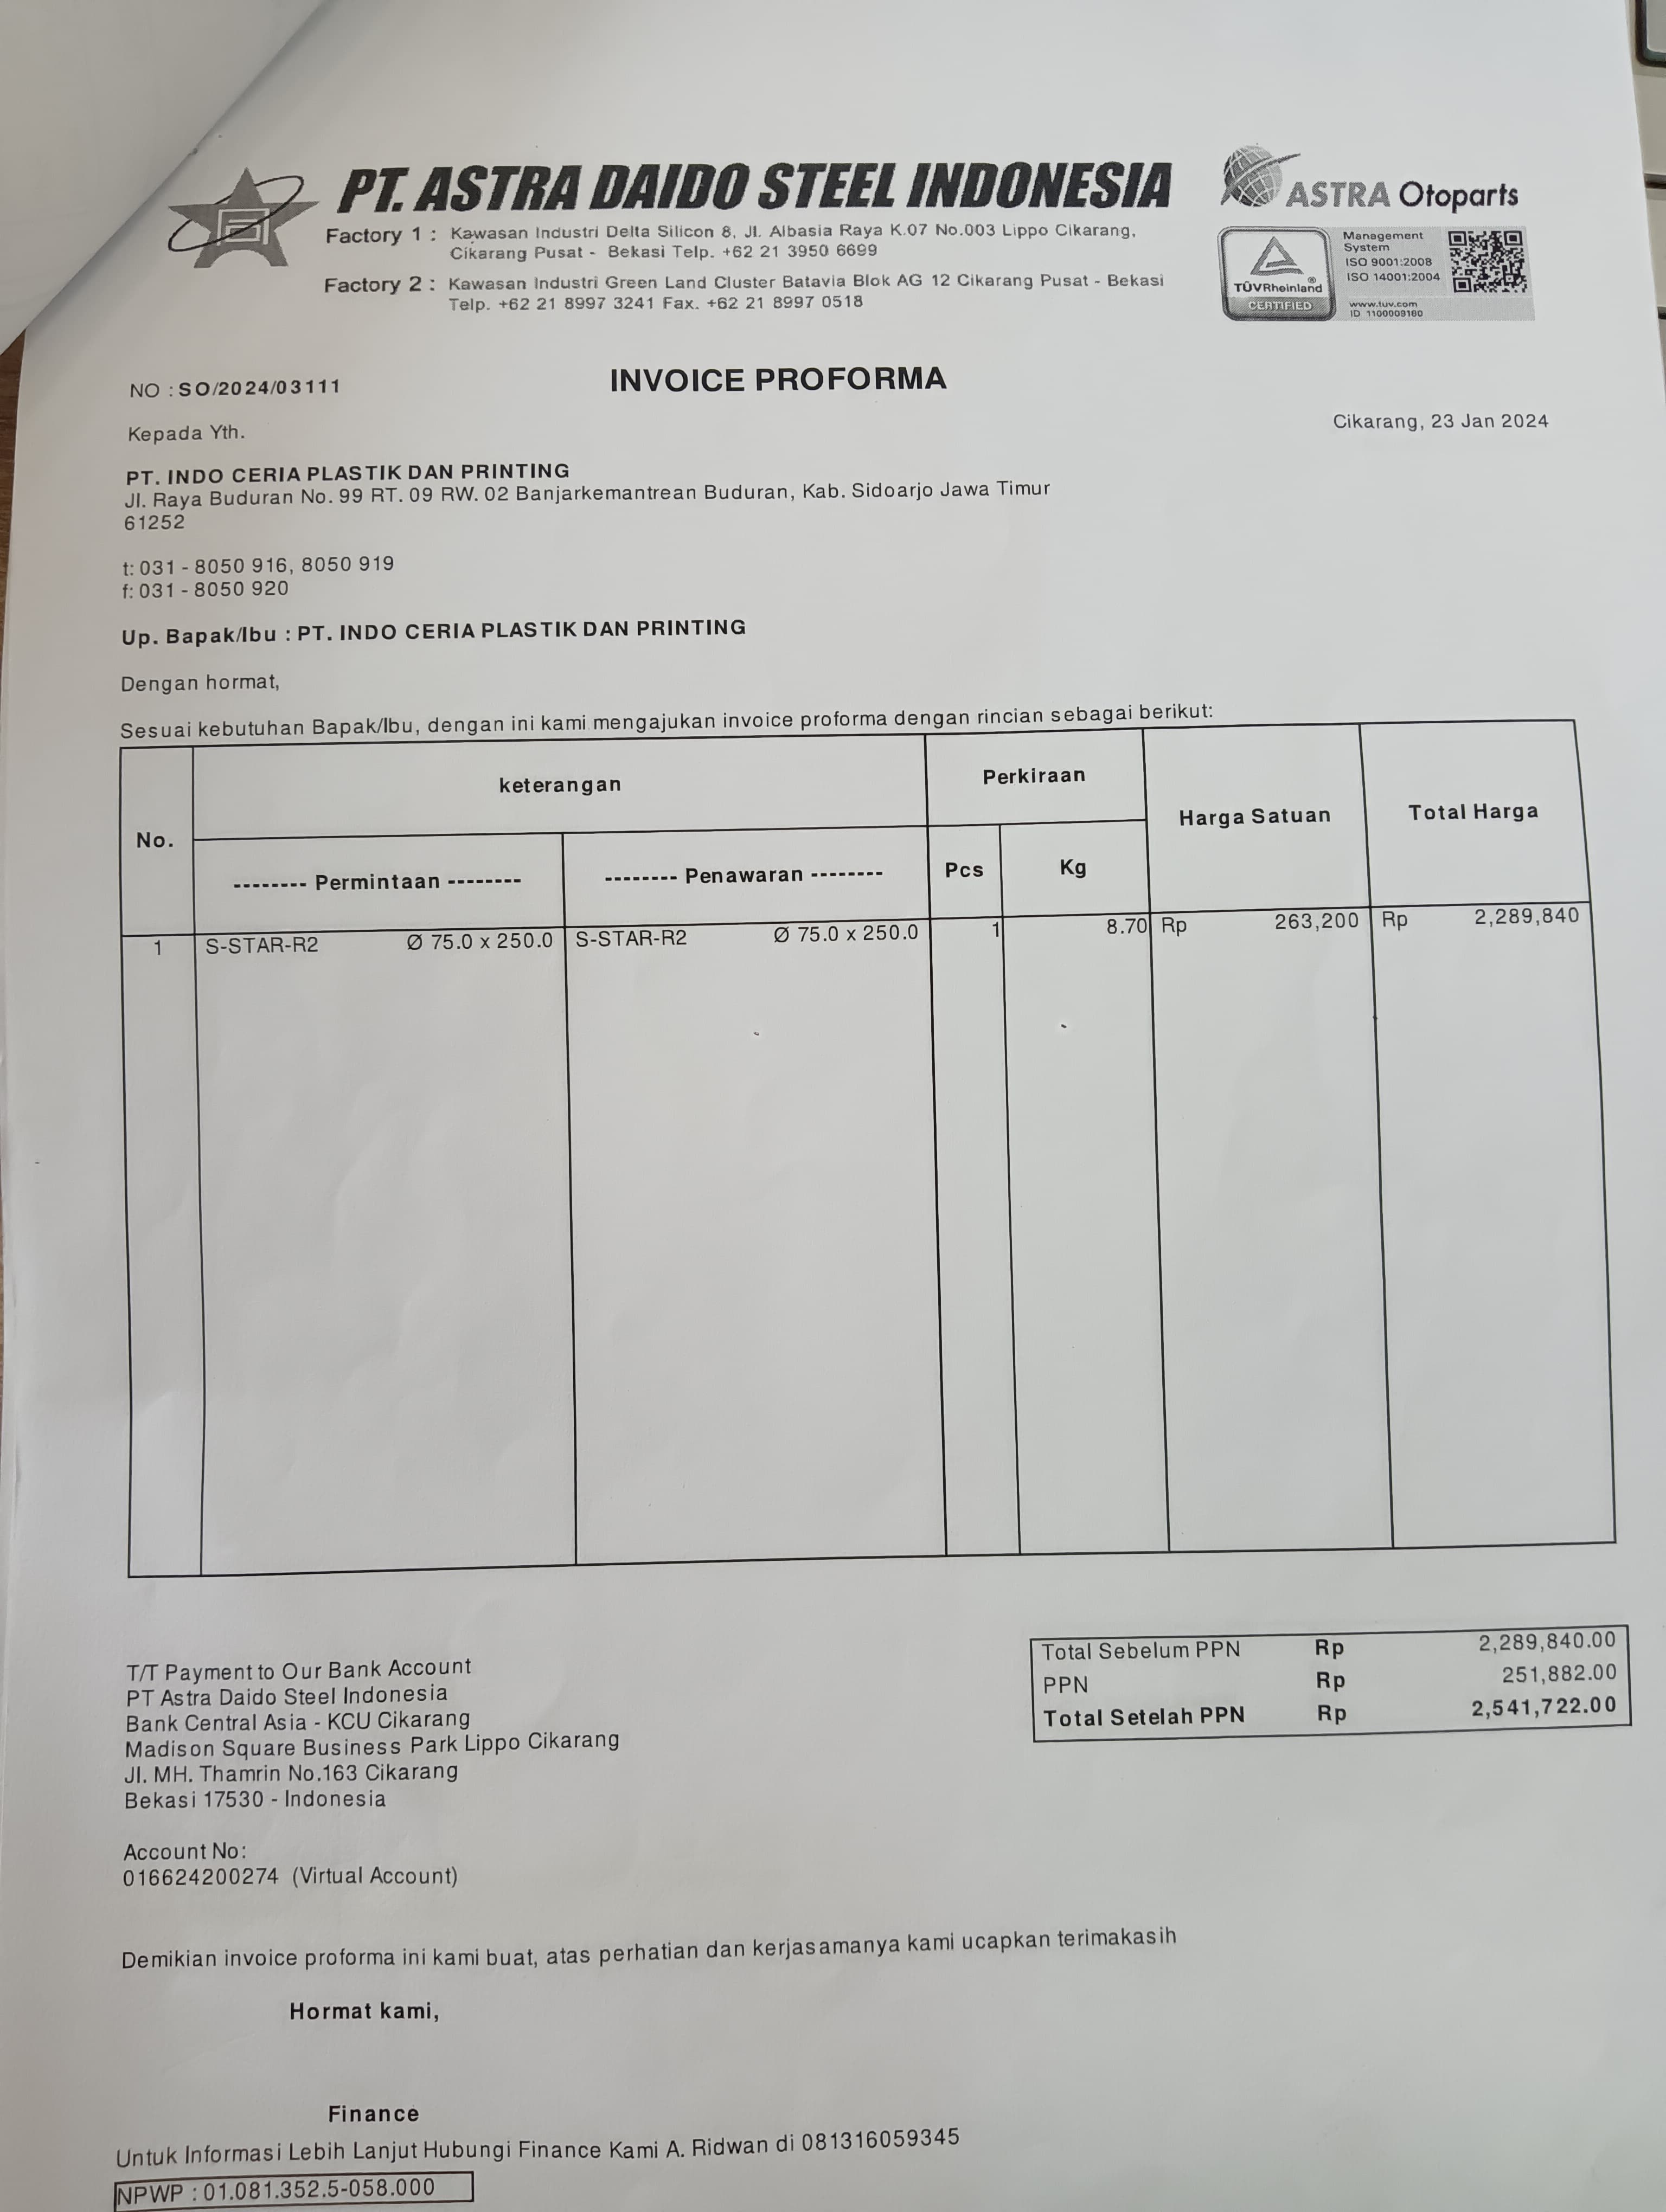 PT. ASTRA DAIDO STEEL INDONESIA
ASTRA Otoparts
Factory 1 : Kawasan Industri Delta Silicon 8, Jl. Albasia Raya K.07 No.003 Lippo Cikarang,
Cikarang Pusat - Bekasi Telp. +62 21 3950 6699
Factory 2 : Kawasan Industri Green Land Cluster Batavia Blok AG 12 Cikarang Pusat - Bekasi
Telp. +62 21 8997 3241 Fax. +62 21 8997 0518
TÜVRheinland®
CERTIFIED
Management
System
ISO 9001:2008
ISO 14001:2004
www.tuv.com
ID 1100009160
NO : SO/2024/03111
INVOICE PROFORMA
Cikarang, 23 Jan 2024
Kepada Yth.
PT. INDO CERIA PLASTIK DAN PRINTING
Jl. Raya Buduran No. 99 RT. 09 RW. 02 Banjarkemantrean Buduran, Kab. Sidoarjo Jawa Timur
61252
t: 031 - 8050 916, 8050 919
f: 031 - 8050 920
Up. Bapak/Ibu : PT. INDO CERIA PLASTIK DAN PRINTING
Dengan hormat,
Sesuai kebutuhan Bapak/Ibu, dengan ini kami mengajukan invoice proforma dengan rincian sebagai berikut:
No. keterangan Perkiraan Harga Satuan Total Harga
-------- Permintaan -------- -------- Penawaran -------- Pcs Kg
1 S-STAR-R2 Ø 75.0 x 250.0 S-STAR-R2 Ø 75.0 x 250.0 1 8.70 Rp 263,200 Rp 2,289,840
Total Sebelum PPN Rp 2,289,840.00
PPN Rp 251,882.00
Total Setelah PPN Rp 2,541,722.00
T/T Payment to Our Bank Account
PT Astra Daido Steel Indonesia
Bank Central Asia - KCU Cikarang
Madison Square Business Park Lippo Cikarang
Jl. MH. Thamrin No.163 Cikarang
Bekasi 17530 - Indonesia
Account No:
016624200274 (Virtual Account)
Demikian invoice proforma ini kami buat, atas perhatian dan kerjasamanya kami ucapkan terimakasih
Hormat kami,
Finance
Untuk Informasi Lebih Lanjut Hubungi Finance Kami A. Ridwan di 081316059345
NPWP : 01.081.352.5-058.000